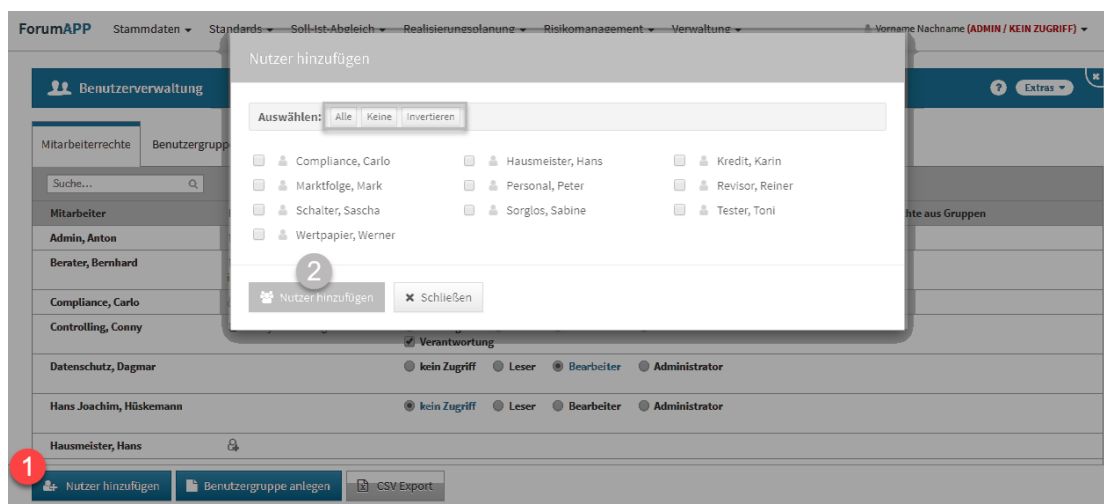 ForumAPP Stammdaten Standards Soll-Ist-Abgleich Realisierungsplanung Risikomanagement Verwaltung Vorname Nachname (ADMIN / KEIN ZUGRIFF)
Nutzer hinzufügen
Benutzerverwaltung ? Extras
Auswählen: Alle Keine Invertieren
Mitarbeiterrechte Benutzergrupp
Compliance, Carlo Hausmeister, Hans Kredit, Karin
Suche... Marktfolge, Mark Personal, Peter Revisor, Reiner
Mitarbeiter Schalter, Sascha Sorglos, Sabine Tester, Toni hte aus Gruppen
Admin, Anton Wertpapier, Werner
Berater, Bernhard
2
Compliance, Carlo Nutzer hinzufügen Schließen
Controlling, Conny
Verantwortung
Datenschutz, Dagmar kein Zugriff Leser Bearbeiter Administrator
Hans Joachim, Hüskemann kein Zugriff Leser Bearbeiter Administrator
Hausmeister, Hans
1
Nutzer hinzufügen Benutzergruppe anlegen CSV Export